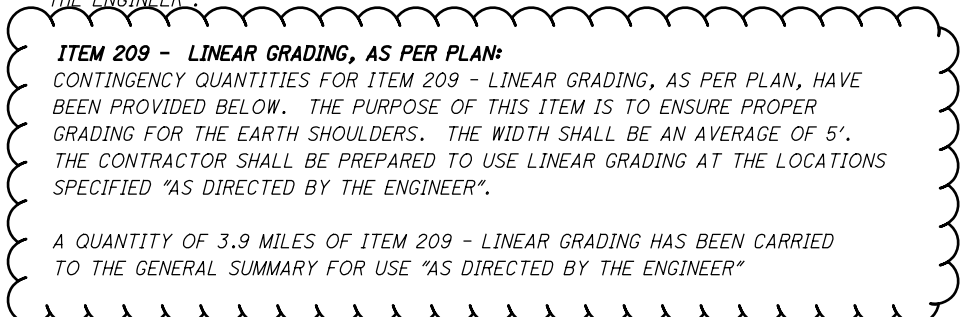 THE ENGINEER".
ITEM 209 - LINEAR GRADING, AS PER PLAN:
CONTINGENCY QUANTITIES FOR ITEM 209 - LINEAR GRADING, AS PER PLAN, HAVE
BEEN PROVIDED BELOW. THE PURPOSE OF THIS ITEM IS TO ENSURE PROPER
GRADING FOR THE EARTH SHOULDERS. THE WIDTH SHALL BE AN AVERAGE OF 5'.
THE CONTRACTOR SHALL BE PREPARED TO USE LINEAR GRADING AT THE LOCATIONS
SPECIFIED "AS DIRECTED BY THE ENGINEER".
A QUANTITY OF 3.9 MILES OF ITEM 209 - LINEAR GRADING HAS BEEN CARRIED
TO THE GENERAL SUMMARY FOR USE "AS DIRECTED BY THE ENGINEER"